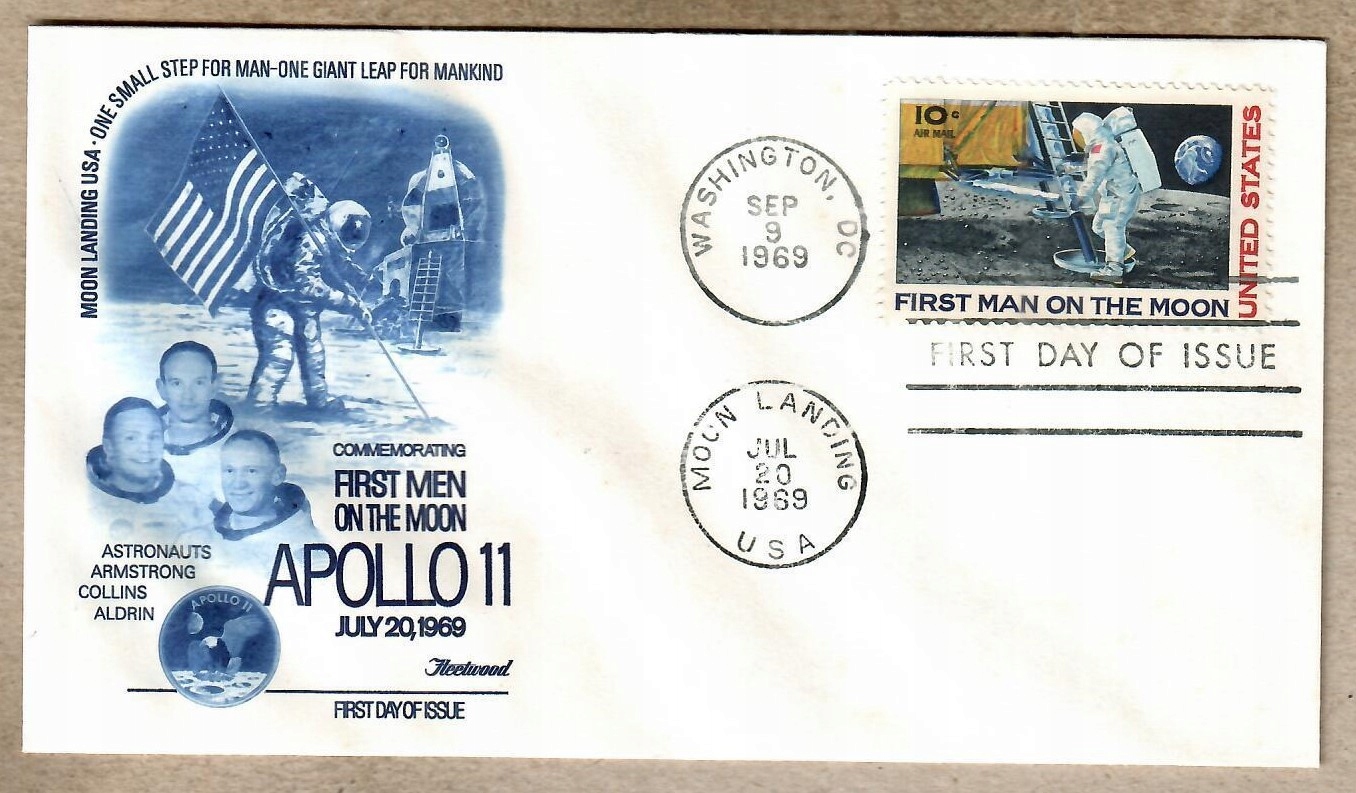 MOON LANDING USA • ONE SMALL STEP FOR MAN-ONE GIANT LEAP FOR MANKIND
COMMEMORATING
FIRST MEN
ON THE MOON
APOLLO 11
JULY 20, 1969
ASTRONAUTS
ARMSTRONG
COLLINS
ALDRIN
APOLLO 11
Fleetwood
FIRST DAY OF ISSUE
WASHINGTON, DC
SEP
9
1969
MOON LANDING
JUL
20
1969
USA
10c
AIR MAIL
UNITED STATES
FIRST MAN ON THE MOON
FIRST DAY OF ISSUE